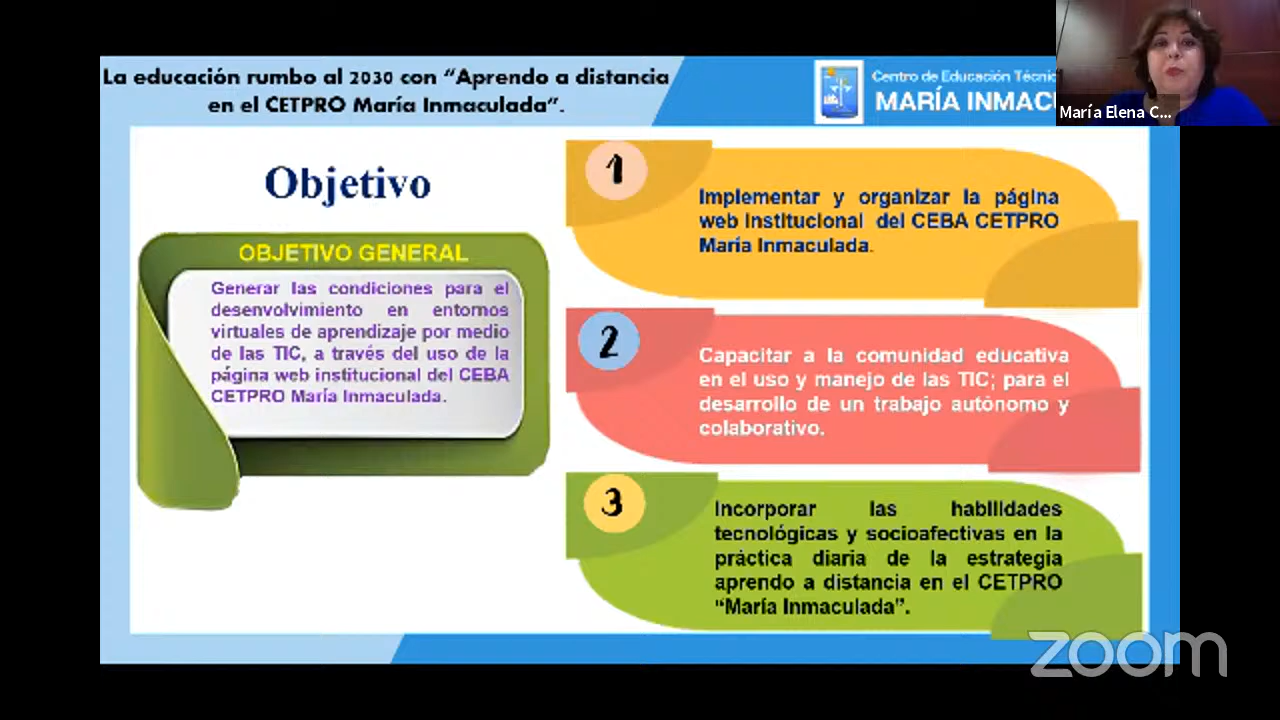 La educación rumbo al 2030 con “Aprendo a distancia
en el CETPRO María Inmaculada”.
Centro de Educación Técnic
MARÍA INMACU
María Elena C...
Objetivo
OBJETIVO GENERAL
Generar las condiciones para el
desenvolvimiento en entornos
virtuales de aprendizaje por medio
de las TIC, a través del uso de la
página web institucional del CEBA
CETPRO María Inmaculada.
1
Implementar y organizar la página
web institucional del CEBA CETPRO
María Inmaculada.
2
Capacitar a la comunidad educativa
en el uso y manejo de las TIC; para el
desarrollo de un trabajo autónomo y
colaborativo.
3
Incorporar las habilidades
tecnológicas y socioafectivas en la
práctica diaria de la estrategia
aprendo a distancia en el CETPRO
“María Inmaculada”.
zoom